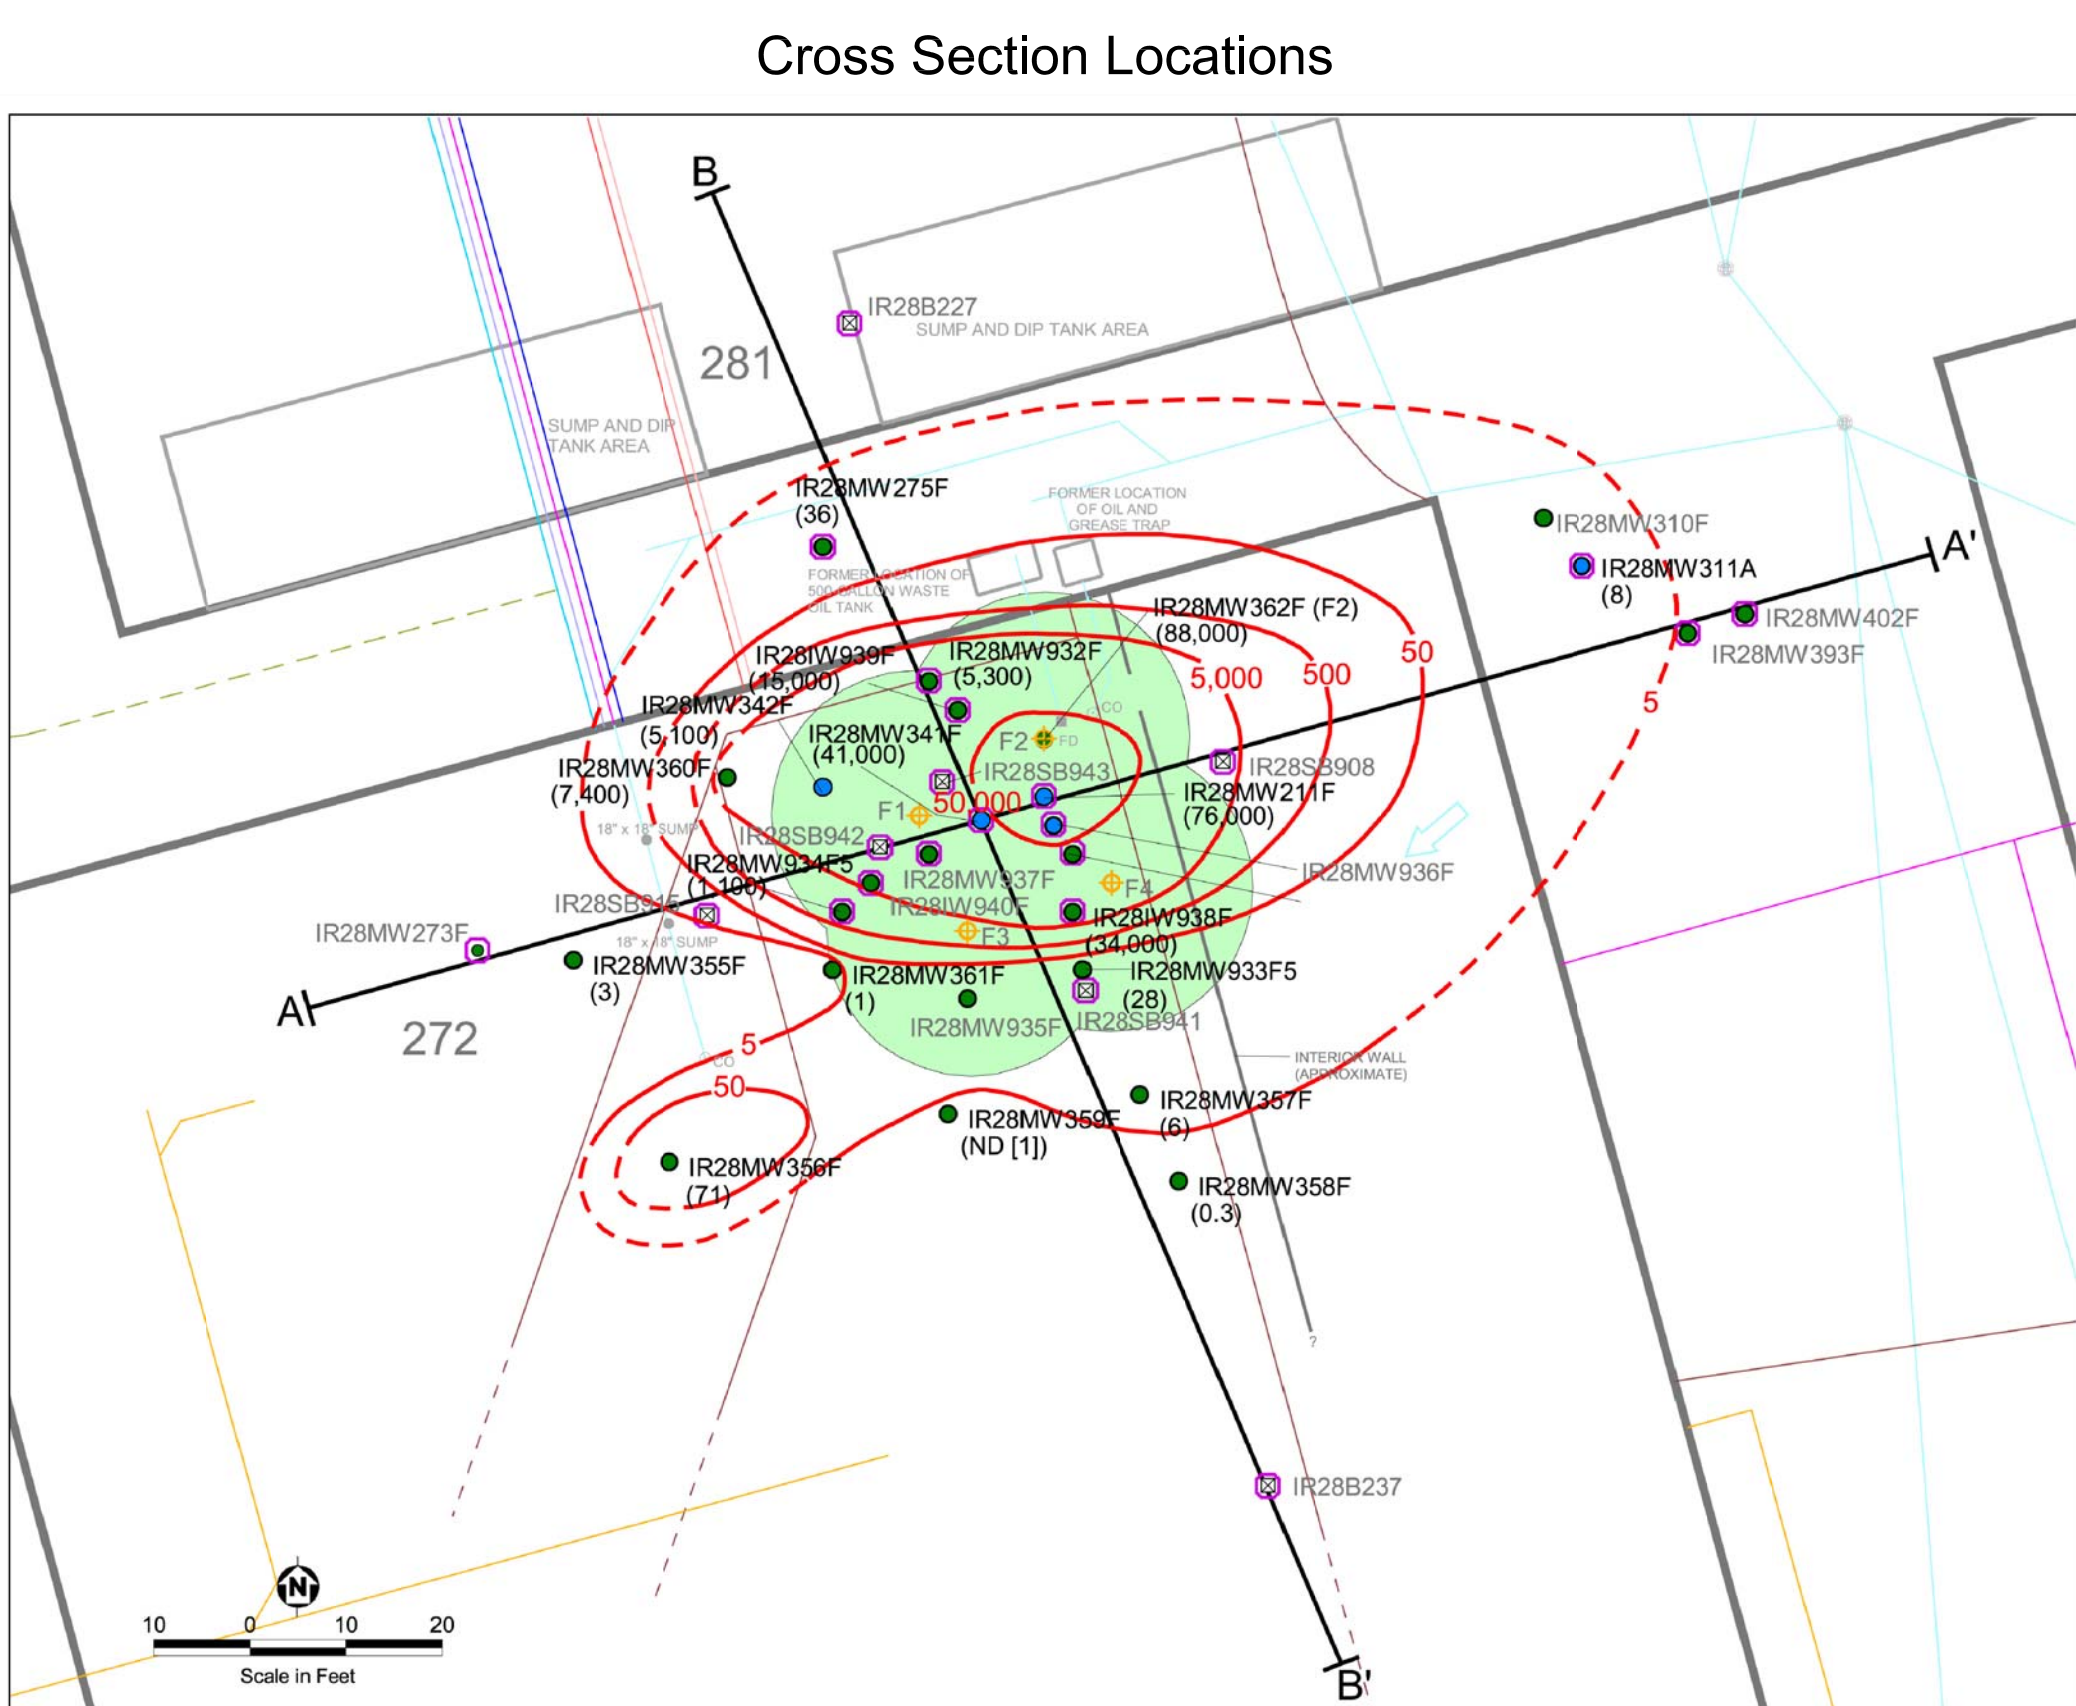 Cross Section Locations
B
IR28B227
SUMP AND DIP TANK AREA
281
SUMP AND DIP
TANK AREA
IR28MW275F
(36)
FORMER LOCATION
OF OIL AND
GREASE TRAP
IR28MW310F
A'
IR28MW311A
(8)
FORMER LOCATION OF
500-GALLON WASTE
OIL TANK
IR28MW362F (F2)
(88,000)
IR28MW402F
IR28MW393F
IR28IW939F
(15,000)
IR28MW932F
(5,300)
5,000
500
50
5
IR28MW342F
(5,100)
CO
IR28MW341F
(41,000)
F2
FD
IR28MW360F
(7,400)
IR28SB943
IR28SB908
50,000
IR28MW211F
(76,000)
F1
18" x 18" SUMP
IR28SB942
IR28MW934F5
(1,100)
IR28MW937F
IR28MW936F
F4
IR28SB915
IR28IW940F
IR28IW938F
(34,000)
IR28MW273F
18" x 18" SUMP
F3
IR28MW355F
(3)
IR28MW361F
(1)
IR28MW933F5
(28)
A
272
IR28MW935F
IR28SB941
5
CO
INTERIOR WALL
(APPROXIMATE)
50
IR28MW357F
(6)
IR28MW359F
(ND [1])
IR28MW356F
(71)
IR28MW358F
(0.3)
?
IR28B237
N
10 0 10 20
Scale in Feet
B'